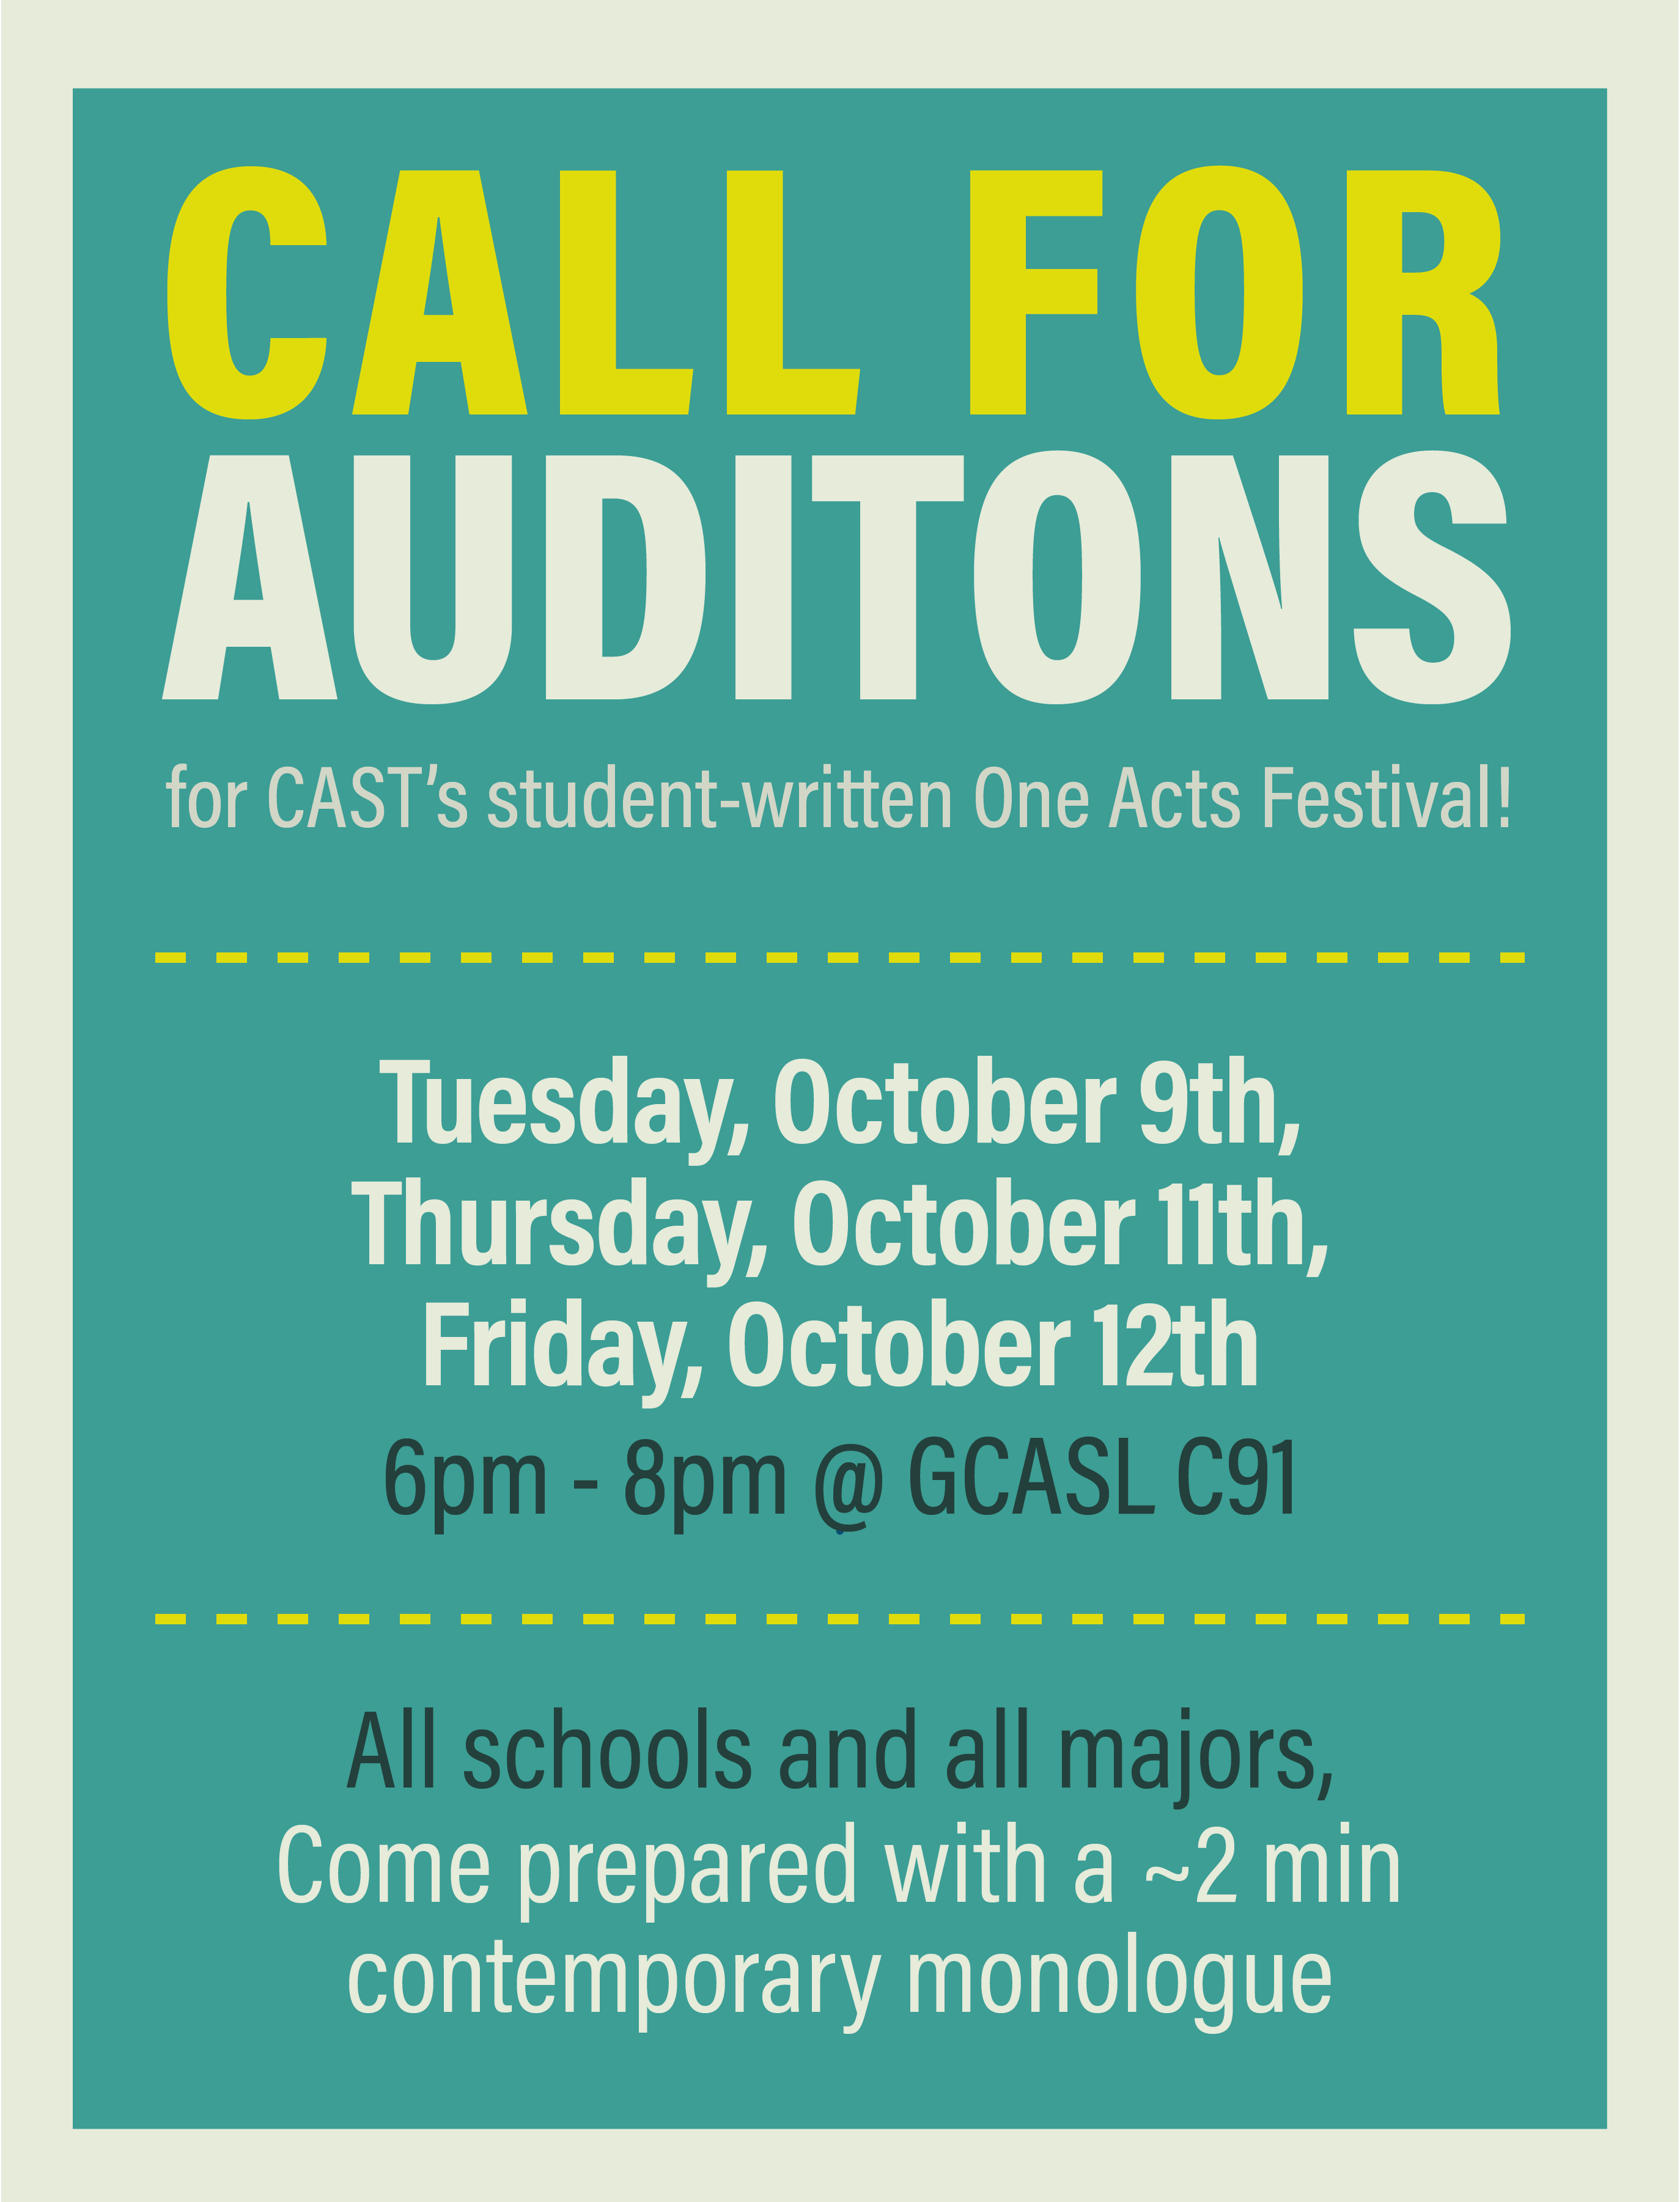 CALL FOR
AUDITONS
for CAST’s student-written One Acts Festival!
Tuesday, October 9th,
Thursday, October 11th,
Friday, October 12th
6pm - 8pm @ GCASL C91
All schools and all majors,
Come prepared with a ~2 min
contemporary monologue